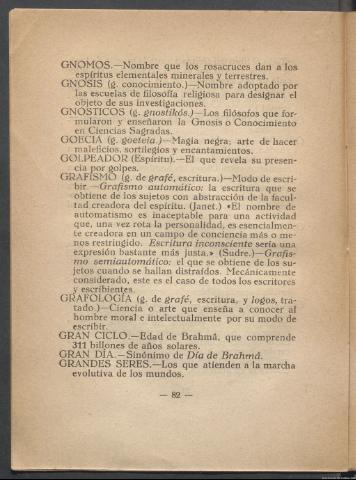 GNOMOS.—Nombre que los rosacruces dan a los
espíritus elementales minerales y terrestres.
GNOSIS (g. conocimiento.)—Nombre adoptado por
las escuelas de filosofía religiosa para designar el
objeto de sus investigaciones.
GNÓSTICOS (g. gnostikós.)—Los filósofos que for-
mularon y enseñaron la Gnosis o Conocimiento
en Ciencias Sagradas.
GOECIA (g. goeteia.)—Magia negra; arte de hacer
maleficios, sortilegios y encantamientos.
GOLPEADOR (Espíritu).—El que revela su presen-
cia por golpes.
GRAFISMO (g. de grafé, escritura.)—Modo de escri-
bir.—Grafismo automático: la escritura que se
obtiene de los sujetos con abstracción de la facul-
tad creadora del espíritu. (Janet.) «El nombre de
automatismo es inaceptable para una actividad
que, una vez rota la personalidad, es esencialmen-
te creadora en un campo de conciencia más o me-
nos restringido. Escritura inconsciente sería una
expresión bastante más justa.» (Sudre.)—Grafis-
mo semiautomático: el que se obtiene de los su-
jetos cuando se hallan distraídos. Mecánicamente
considerado, este es el caso de todos los escritores
y escribientes.
GRAFOLOGÍA (g. de grafé, escritura, y logos, tra-
tado.)—Ciencia o arte que enseña a conocer al
hombre moral e intelectualmente por su modo de
escribir.
GRAN CICLO.—Edad de Brahmâ, que comprende
311 billones de años solares.
GRAN DÍA.—Sinónimo de Día de Brahmâ.
GRANDES SERES.—Los que atienden a la marcha
evolutiva de los mundos.
— 82 —